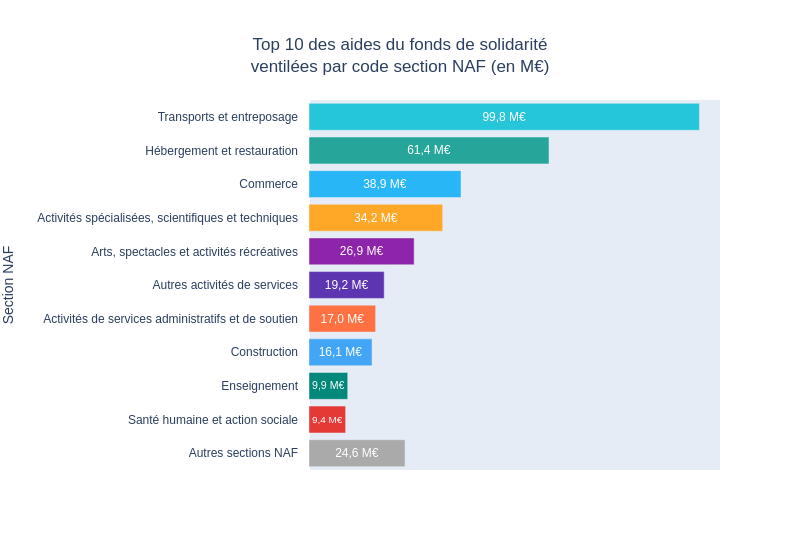 Top 10 des aides du fonds de solidarité
ventilées par code section NAF (en M€)
Section NAF
Transports et entreposage 99,8 M€
Hébergement et restauration 61,4 M€
Commerce 38,9 M€
Activités spécialisées, scientifiques et techniques 34,2 M€
Arts, spectacles et activités récréatives 26,9 M€
Autres activités de services 19,2 M€
Activités de services administratifs et de soutien 17,0 M€
Construction 16,1 M€
Enseignement 9,9 M€
Santé humaine et action sociale 9,4 M€
Autres sections NAF 24,6 M€